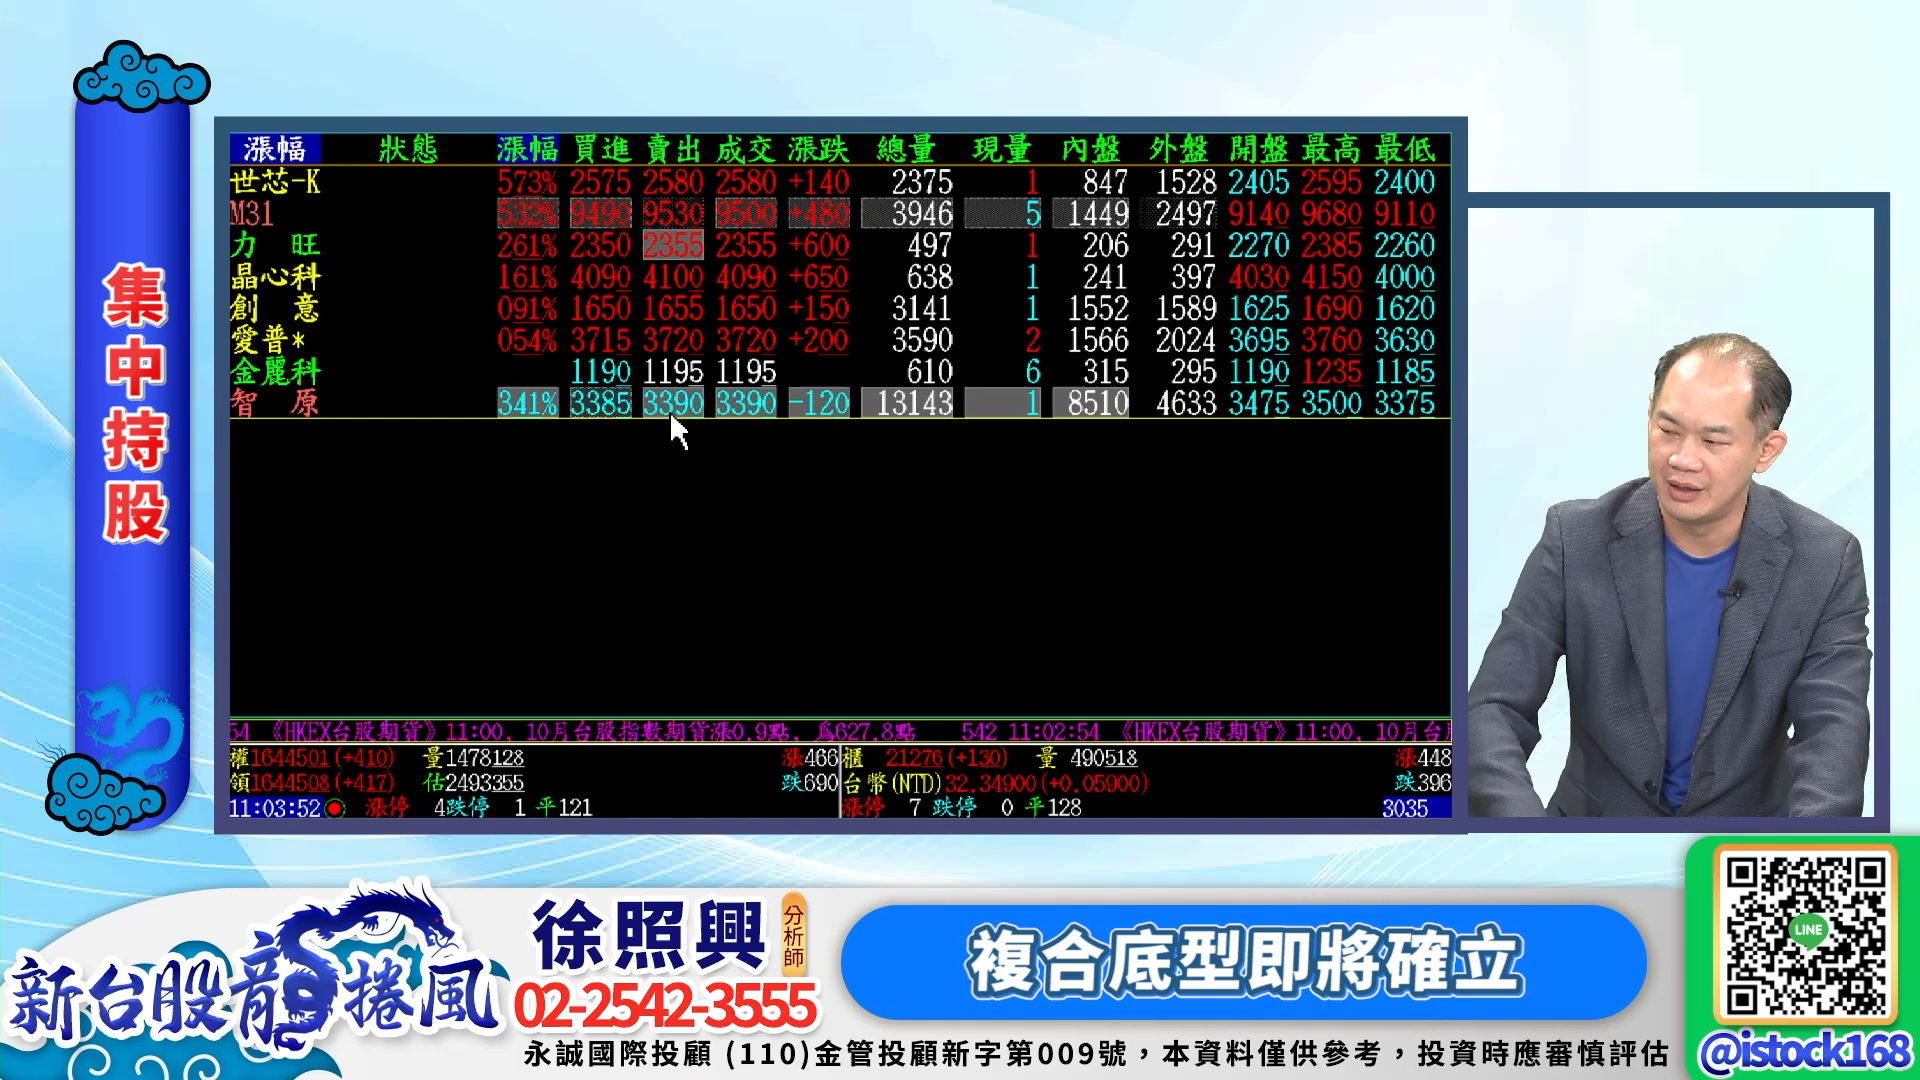 集中持股
漲幅 狀態 漲幅 買進 賣出 成交 漲跌 總量 現量 內盤 外盤 開盤 最高 最低
世芯-K 573% 2575 2580 2580 +140 2375 1 847 1528 2405 2595 2400
M31 532% 9490 9530 9500 +480 3946 5 1449 2497 9140 9680 9110
力 旺 261% 2350 2355 2355 +600 497 1 206 291 2270 2385 2260
晶心科 161% 4090 4100 4090 +650 638 1 241 397 4030 4150 4000
創 意 091% 1650 1655 1650 +150 3141 1 1552 1589 1625 1690 1620
愛普* 054% 3715 3720 3720 +200 3590 2 1566 2024 3695 3760 3630
金麗科 1190 1195 1195 610 6 315 295 1190 1235 1185
智 原 341% 3385 3390 3390 -120 13143 1 8510 4633 3475 3500 3375
54 《HKEX台股期貨》11:00, 10月台股指數期貨漲0.9點, 為627.8點 542 11:02:54 《HKEX台股期貨》11:00, 10月台股
權1644501(+410) 量1478128 漲466 櫃 21276(+130) 量 490518 漲448
領1644508(+417) 估2493355 跌690 台幣(NTD)32.34900(+0.05900) 跌396
11:03:52 漲停 4跌停 1 平121 漲停 7 跌停 0 平128 3035
新台股龍捲風
徐照興 分析師
02-2542-3555
複合底型即將確立
LINE
永誠國際投顧 (110)金管投顧新字第009號，本資料僅供參考，投資時應審慎評估
@istock168